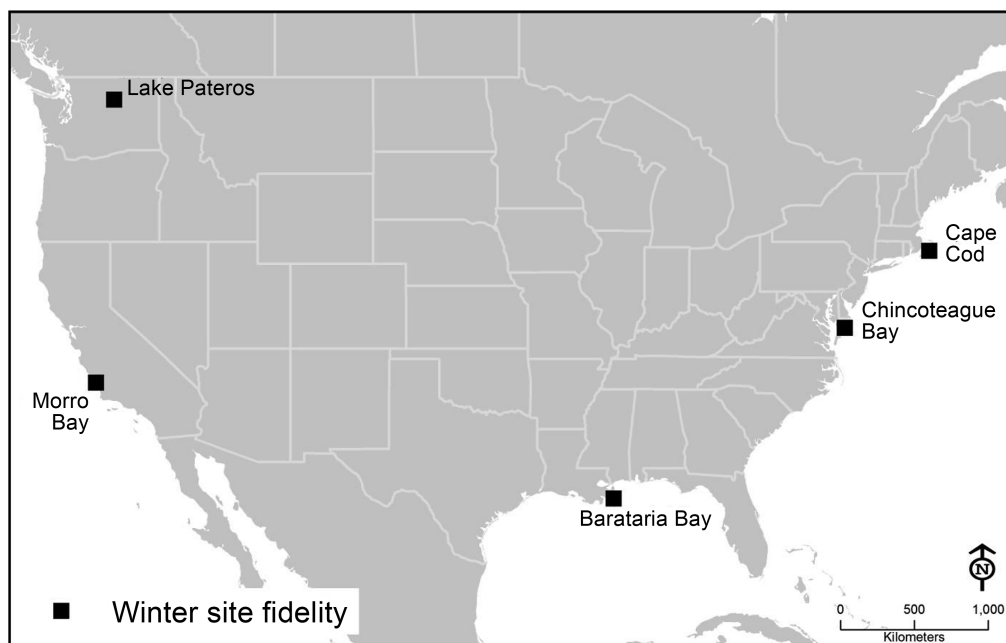 Lake Pateros
Cape
Cod
Chincoteague
Bay
Morro
Bay
Barataria Bay
Winter site fidelity
N
0 500 1,000
Kilometers